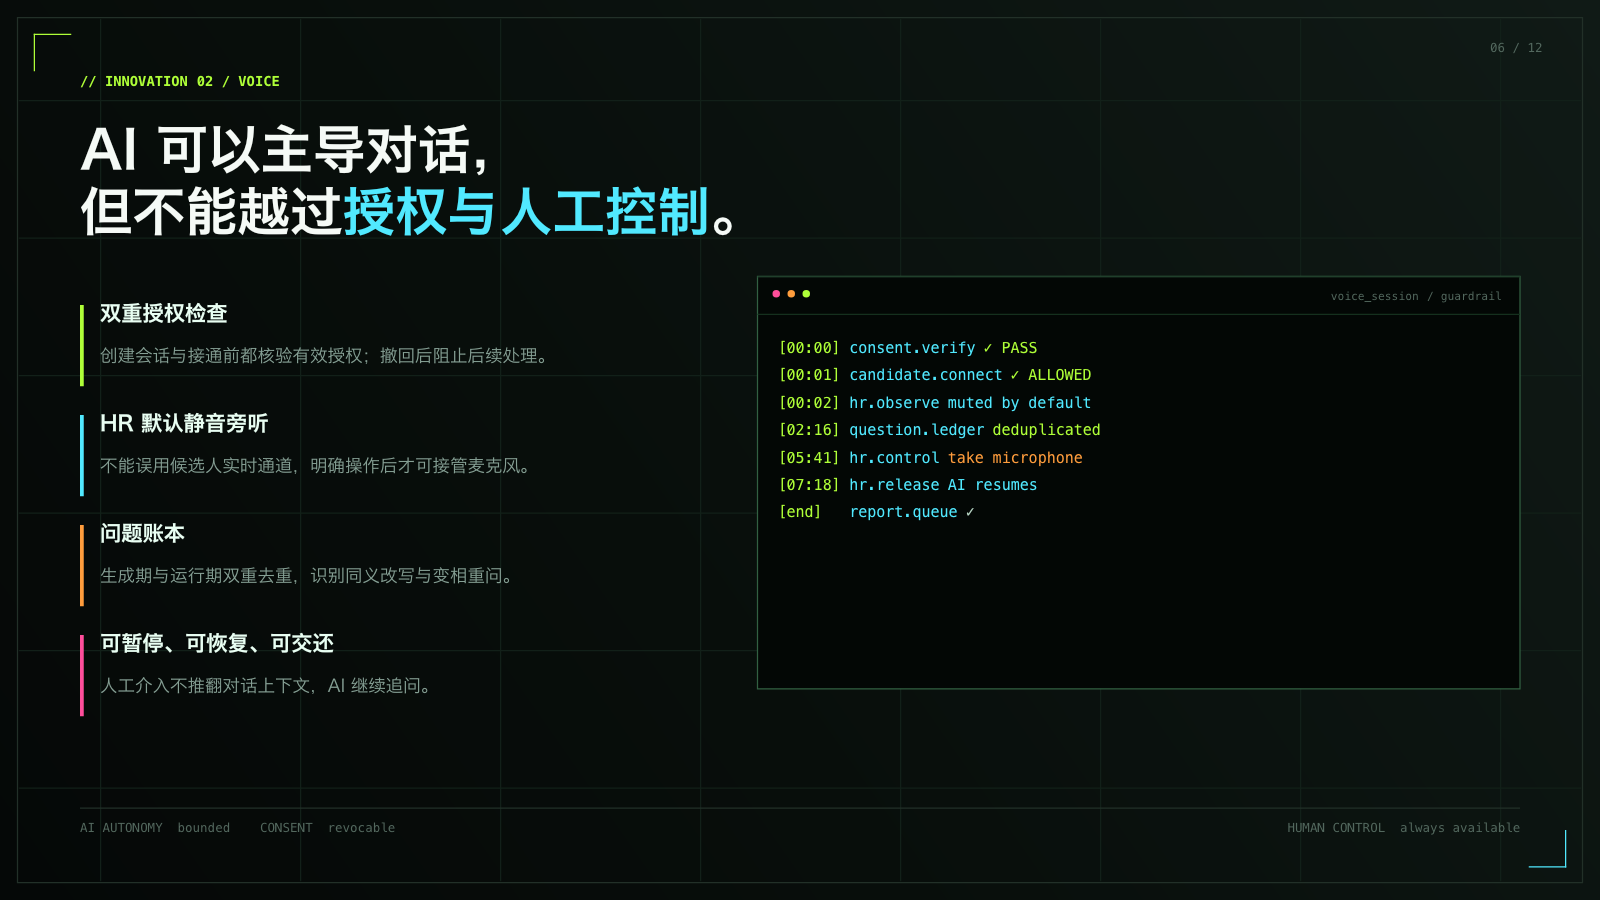 06 / 12
// INNOVATION 02 / VOICE
AI 可以主导对话,
但不能越过授权与人工控制。
双重授权检查
创建会话与接通前都核验有效授权；撤回后阻止后续处理。
HR 默认静音旁听
不能误用候选人实时通道，明确操作后才可接管麦克风。
问题账本
生成期与运行期双重去重，识别同义改写与变相重问。
可暂停、可恢复、可交还
人工介入不推翻对话上下文，AI 继续追问。
voice_session / guardrail
[00:00] consent.verify ✓ PASS
[00:01] candidate.connect ✓ ALLOWED
[00:02] hr.observe muted by default
[02:16] question.ledger deduplicated
[05:41] hr.control take microphone
[07:18] hr.release AI resumes
[end]   report.queue ✓
AI AUTONOMY  bounded    CONSENT  revocable
HUMAN CONTROL  always available